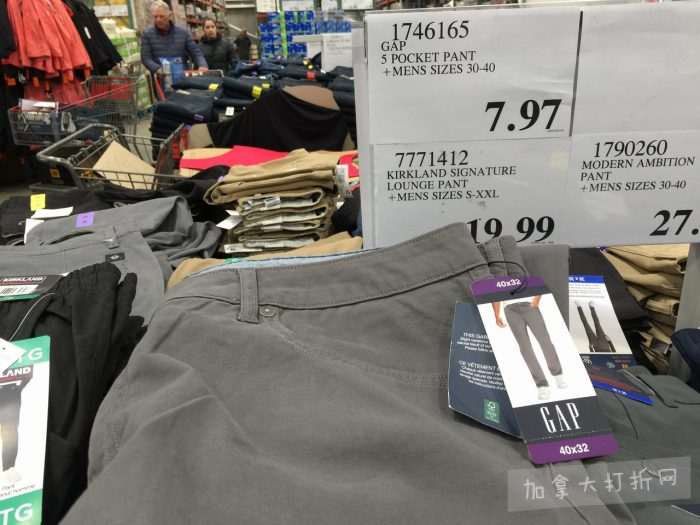 1746165
GAP
5 POCKET PANT
+MENS SIZES 30-40
7.97
7771412
KIRKLAND SIGNATURE
LOUNGE PANT
+MENS SIZES S-XXL
19.99
1790260
MODERN AMBITION
PANT
+MENS SIZES 30-40
27.
40x32
GAP
40x32
TG
TG
加拿大打折网